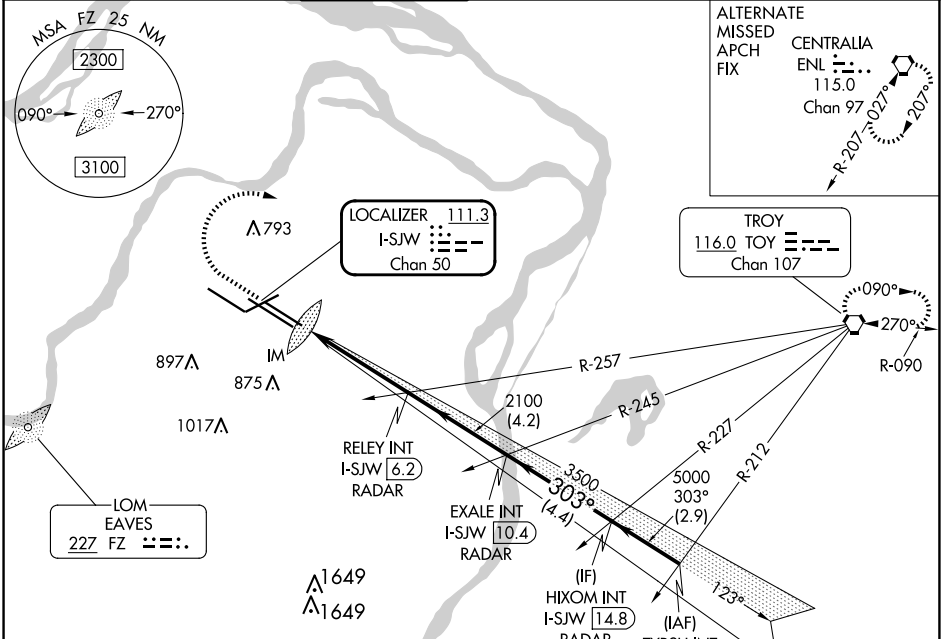 MSA FZ 25 NM
2300
090°
270°
3100
ALTERNATE
MISSED
APCH
FIX
CENTRALIA
ENL
115.0
Chan 97
R-207
027°
207°
793
LOCALIZER 111.3
I-SJW
Chan 50
TROY
116.0 TOY
Chan 107
090°
270°
R-090
IM
897
875
1017
R-257
R-245
R-227
R-212
2100
(4.2)
RELEY INT
I-SJW 6.2
RADAR
3500
303°
(4.4)
5000
303°
(2.9)
EXALE INT
I-SJW 10.4
RADAR
LOM
EAVES
227 FZ
1649
1649
(IF)
HIXOM INT
I-SJW 14.8
RADAR
(IAF)
123°